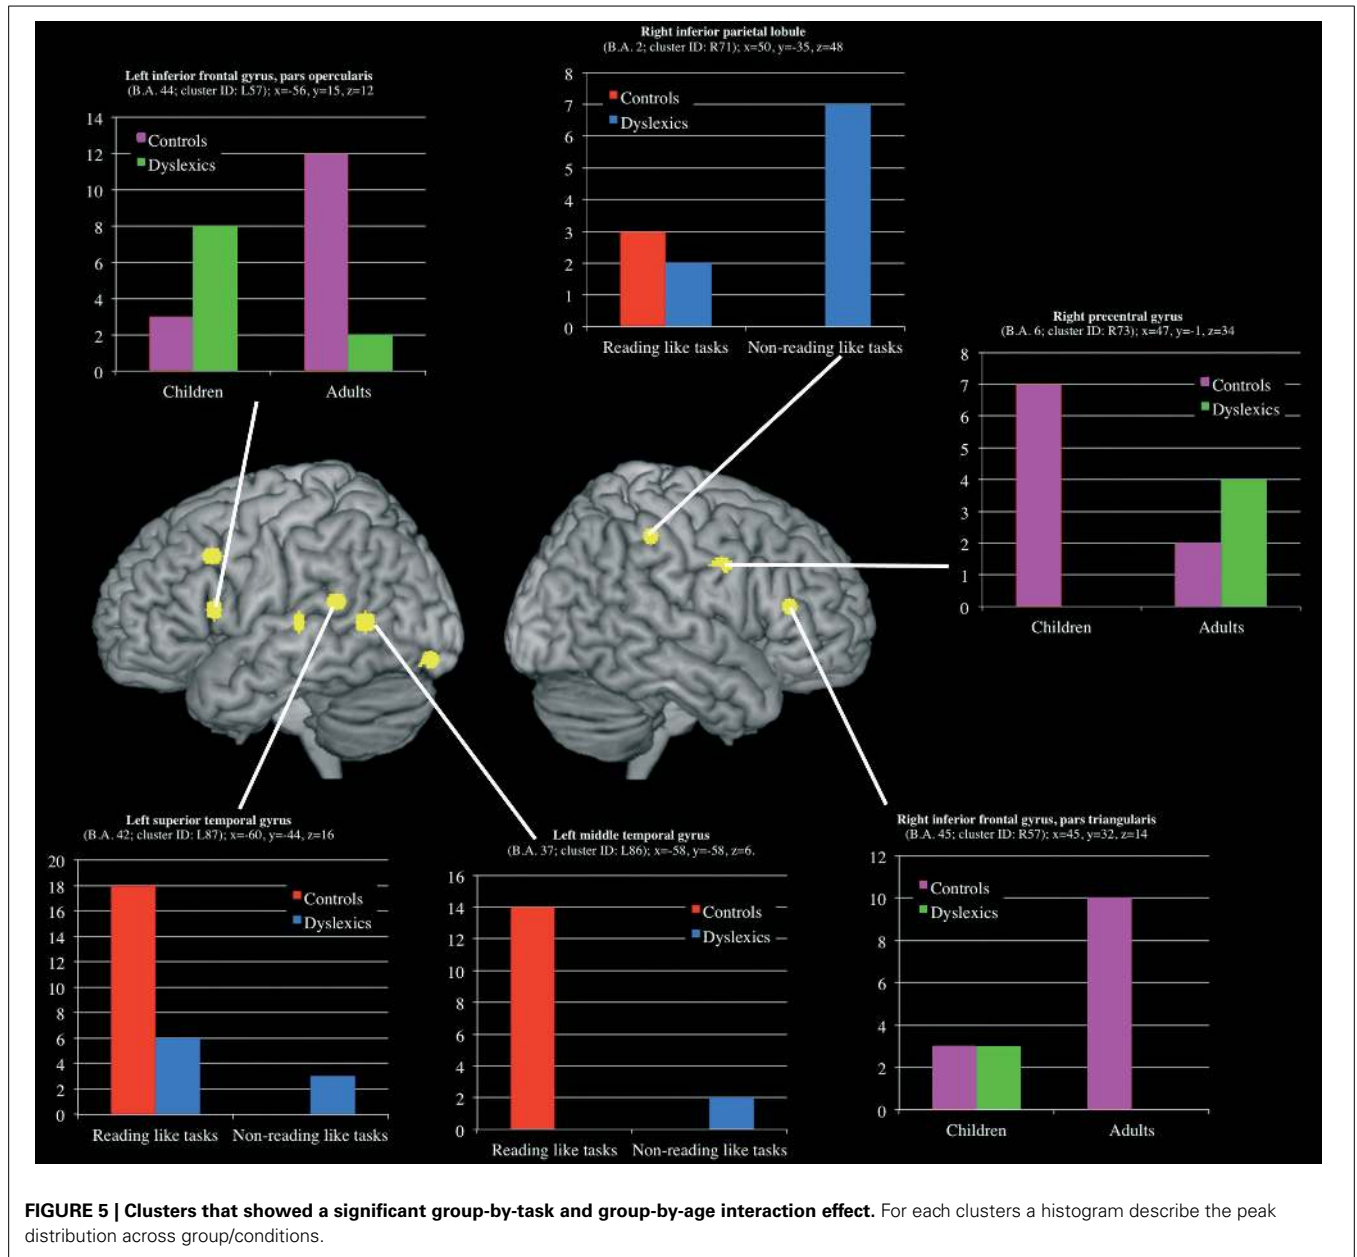 Left inferior frontal gyrus, pars opercularis
(B.A. 44; cluster ID: L57); x=-56, y=15, z=12
14
12
10
8
6
4
2
0
Controls
Dyslexics
Children
Adults
Right inferior parietal lobule
(B.A. 2; cluster ID: R71); x=50, y=-35, z=48
8
7
6
5
4
3
2
1
0
Controls
Dyslexics
Reading like tasks
Non-reading like tasks
Right precentral gyrus
(B.A. 6; cluster ID: R73); x=47, y=-1, z=34
8
7
6
5
4
3
2
1
0
Controls
Dyslexics
Children
Adults
Left superior temporal gyrus
(B.A. 42; cluster ID: L87); x=-60, y=-44, z=16
20
18
16
14
12
10
8
6
4
2
0
Controls
Dyslexics
Reading like tasks
Non-reading like tasks
Left middle temporal gyrus
(B.A. 37; cluster ID: L86); x=-58, y=-58, z=6.
16
14
12
10
8
6
4
2
0
Controls
Dyslexics
Reading like tasks
Non-reading like tasks
Right inferior frontal gyrus, pars triangularis
(B.A. 45; cluster ID: R57); x=45, y=32, z=14
12
10
8
6
4
2
0
Controls
Dyslexics
Children
Adults
FIGURE 5 | Clusters that showed a significant group-by-task and group-by-age interaction effect. For each clusters a histogram describe the peak
distribution across group/conditions.